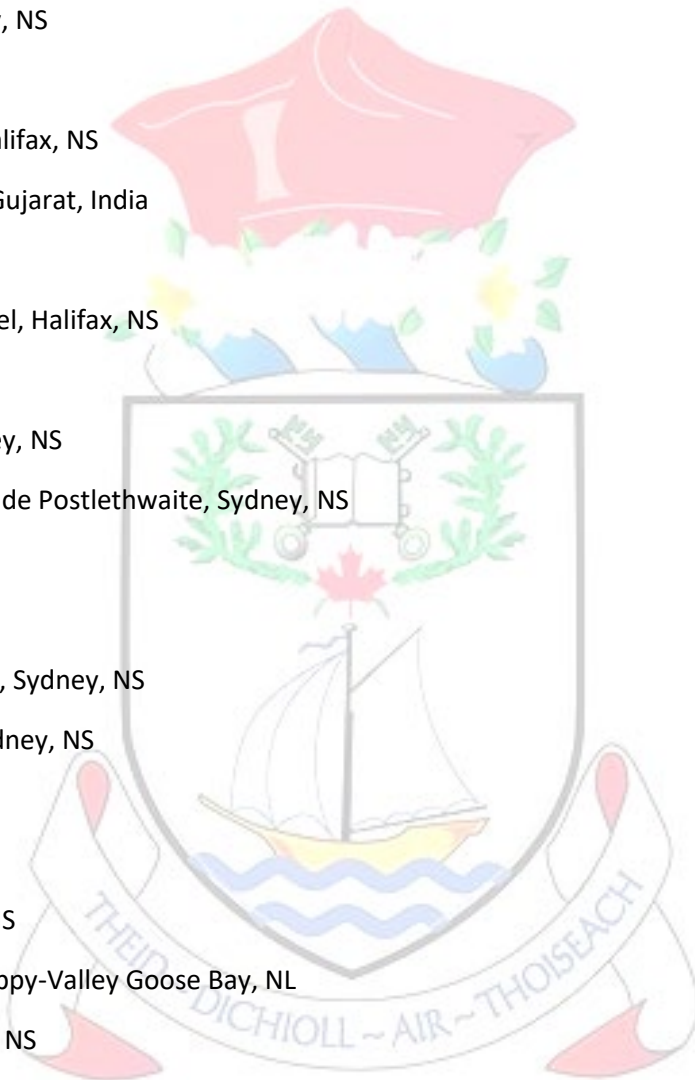 , NS
alifax, NS
Gujarat, India
el, Halifax, NS
ey, NS
de Postlethwaite, Sydney, NS
, Sydney, NS
dney, NS
S
ppy-Valley Goose Bay, NL
NS
THEID ~ DICHIOLL ~ AIR ~ THOISEACH